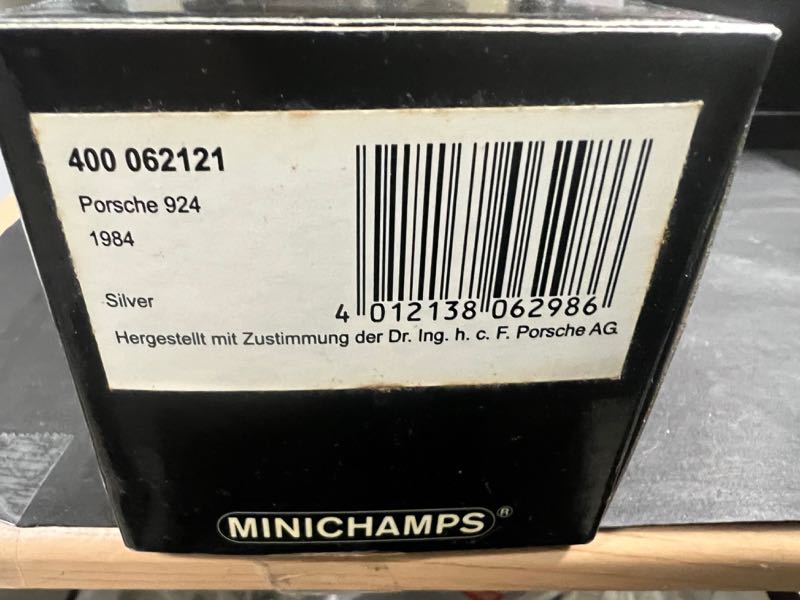 400 062121
Porsche 924
1984
Silver
4 012138 062986
Hergestellt mit Zustimmung der Dr. Ing. h. c. F. Porsche AG
MINICHAMPS®